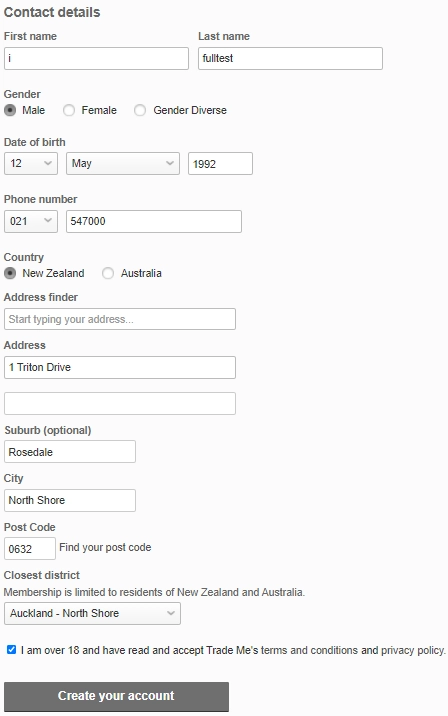 Contact details
First name Last name
i fulltest
Gender
Male Female Gender Diverse
Date of birth
12 May 1992
Phone number
021 547000
Country
New Zealand Australia
Address finder
Start typing your address...
Address
1 Triton Drive
Suburb (optional)
Rosedale
City
North Shore
Post Code
0632 Find your post code
Closest district
Membership is limited to residents of New Zealand and Australia.
Auckland - North Shore
I am over 18 and have read and accept Trade Me's terms and conditions and privacy policy.
Create your account